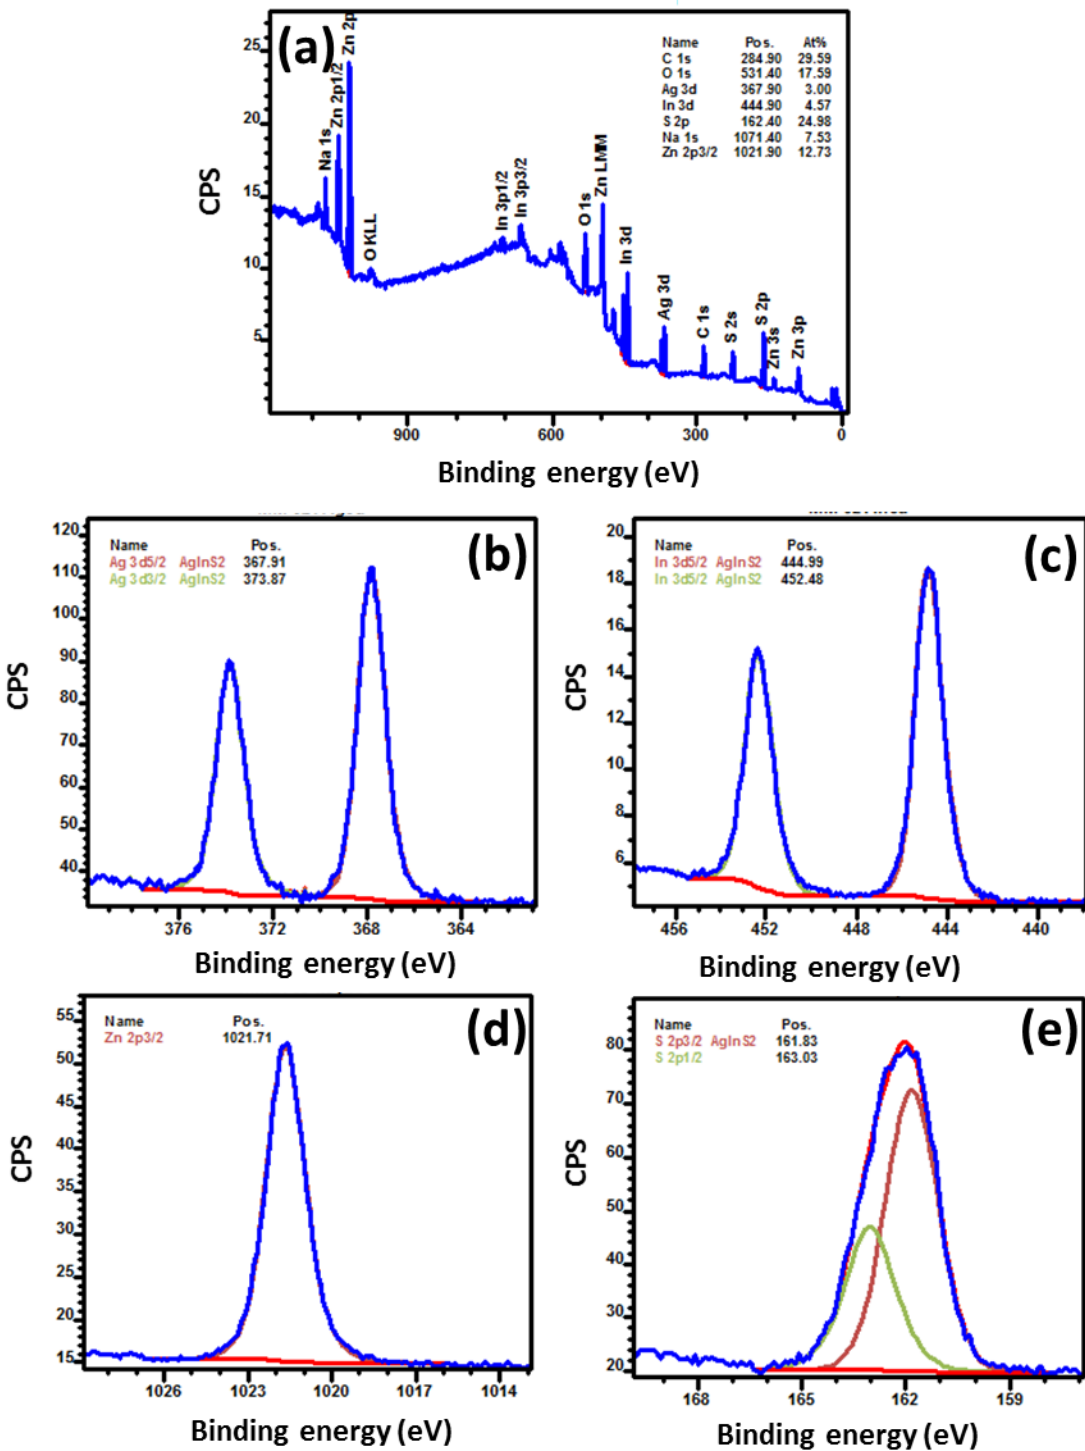 (a)
Name Pos. At%
C 1s 284.90 29.59
O 1s 531.40 17.59
Ag 3d 367.90 3.00
In 3d 444.90 4.57
S 2p 162.40 24.98
Na 1s 1071.40 7.53
Zn 2p3/2 1021.90 12.73
Na 1s
Zn 2p1/2
Zn 2p
O KLL
In 3p1/2
In 3p3/2
O 1s
Zn LMM
In 3d
Ag 3d
C 1s
S 2s
S 2p
Zn 3s
Zn 3p
25
20
15
10
5
CPS
900 600 300 0
Binding energy (eV)
(b)
Name Pos.
Ag 3d5/2 AgInS2 367.91
Ag 3d3/2 AgInS2 373.87
120
110
100
90
80
70
60
50
40
CPS
376 372 368 364
Binding energy (eV)
(c)
Name Pos.
In 3d5/2 AgInS2 444.99
In 3d5/2 AgInS2 452.48
20
18
16
14
12
10
8
6
CPS
456 452 448 444 440
Binding energy (eV)
(d)
Name Pos.
Zn 2p3/2 1021.71
55
50
45
40
35
30
25
20
15
CPS
1026 1023 1020 1017 1014
Binding energy (eV)
(e)
Name Pos.
S 2p3/2 AgInS2 161.83
S 2p1/2 163.03
80
70
60
50
40
30
20
CPS
168 165 162 159
Binding energy (eV)